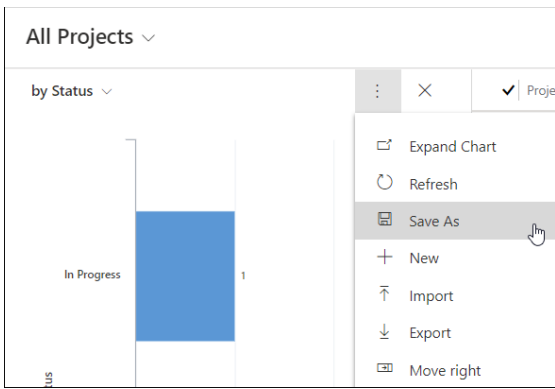 All Projects
by Status
Expand Chart
Refresh
Save As
New
Import
Export
Move right
In Progress
1